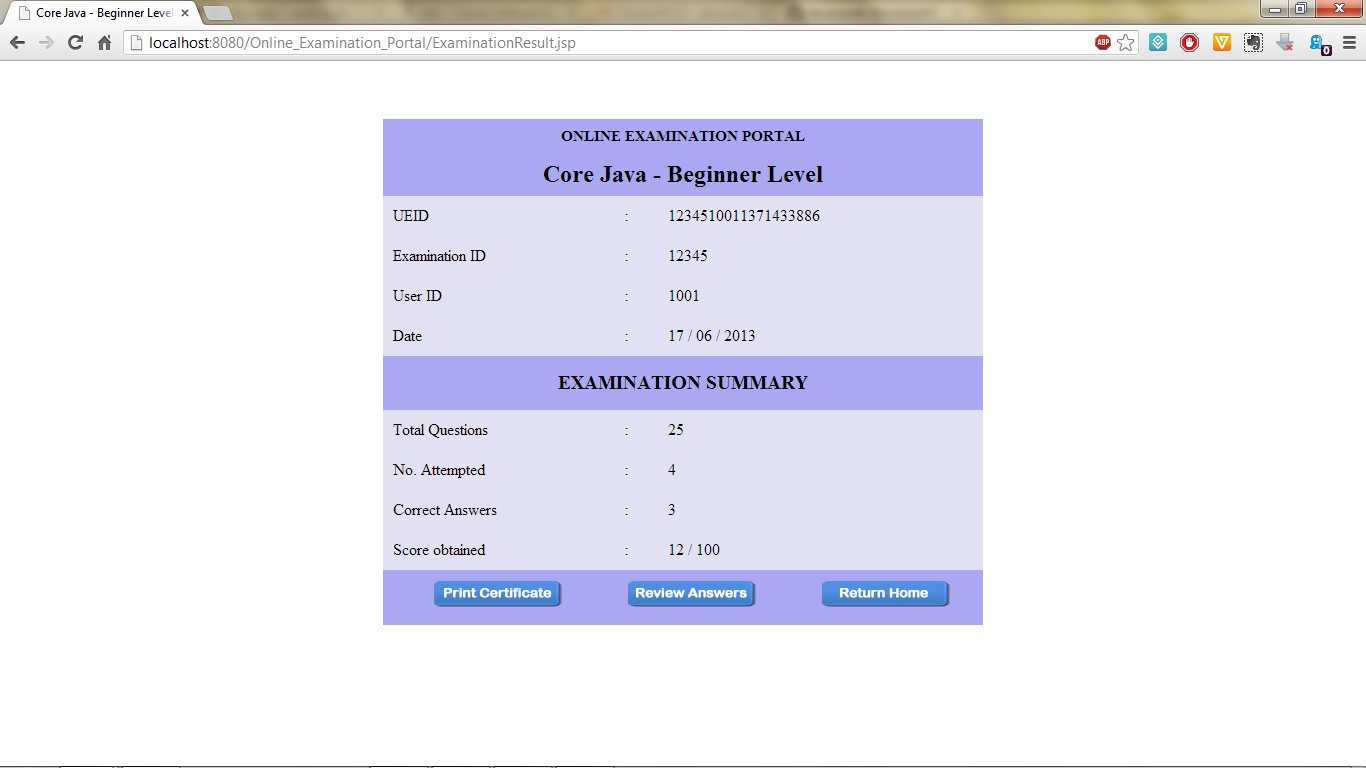 Core Java - Beginner Level
localhost:8080/Online_Examination_Portal/ExaminationResult.jsp
ABP
0
ONLINE EXAMINATION PORTAL
Core Java - Beginner Level
UEID : 1234510011371433886
Examination ID : 12345
User ID : 1001
Date : 17 / 06 / 2013
EXAMINATION SUMMARY
Total Questions : 25
No. Attempted : 4
Correct Answers : 3
Score obtained : 12 / 100
Print Certificate Review Answers Return Home